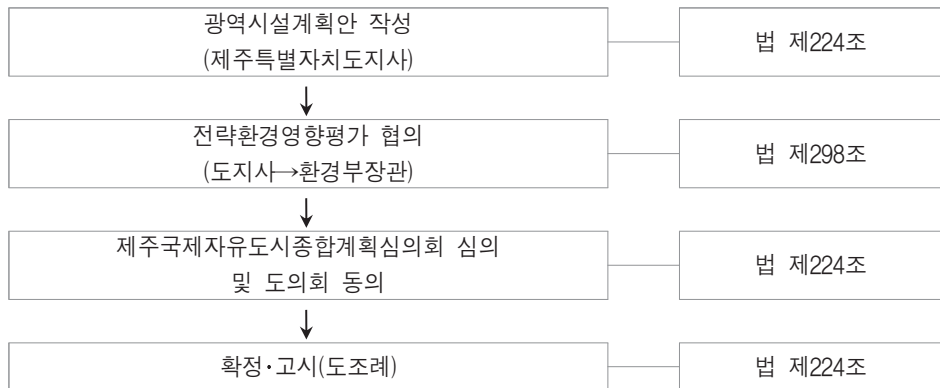 광역시설계획안 작성
(제주특별자치도지사)
법 제224조
전략환경영향평가 협의
(도지사→환경부장관)
법 제298조
제주국제자유도시종합계획심의회 심의
및 도의회 동의
법 제224조
확정·고시(도조례)
법 제224조